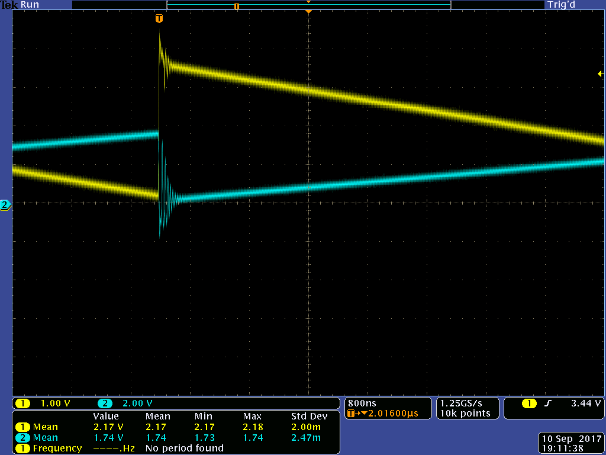 Tek Run Trig'd
T
2
1 1.00 V 2 2.00 V
800ns
T→▼2.01600µs
1.25GS/s
10k points
1 ∫ 3.44 V
Value Mean Min Max Std Dev
1 Mean 2.17 V 2.17 2.17 2.18 2.00m
2 Mean 1.74 V 1.74 1.73 1.74 2.47m
1 Frequency ----.Hz No period found
10 Sep 2017
19:11:38